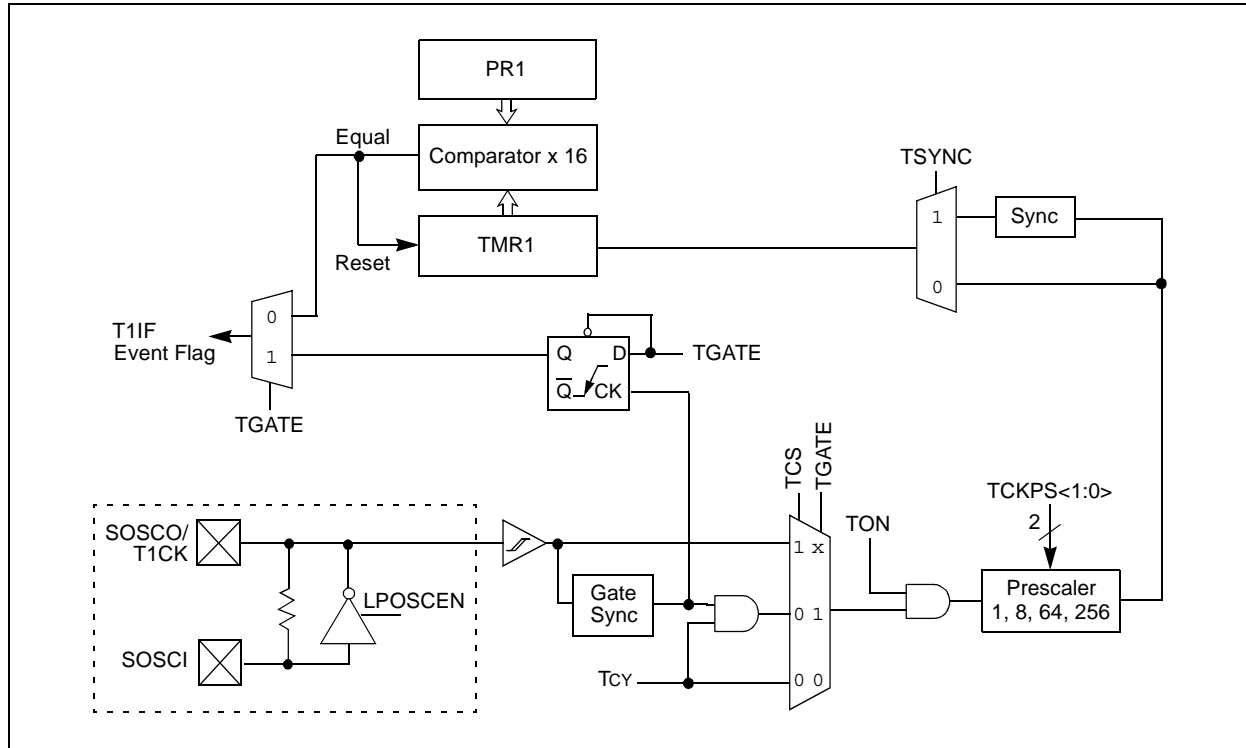 PR1
Equal
Comparator x 16
TSYNC
1
Sync
TMR1
Reset
0
0
T1IF
Event Flag
1
Q
D
TGATE
Q
CK
TGATE
TCS
TGATE
TCKPS<1:0>
2
TON
SOSCO/
T1CK
1 x
Prescaler
1, 8, 64, 256
LPOSCEN
Gate
Sync
0 1
SOSCI
TCY
0 0